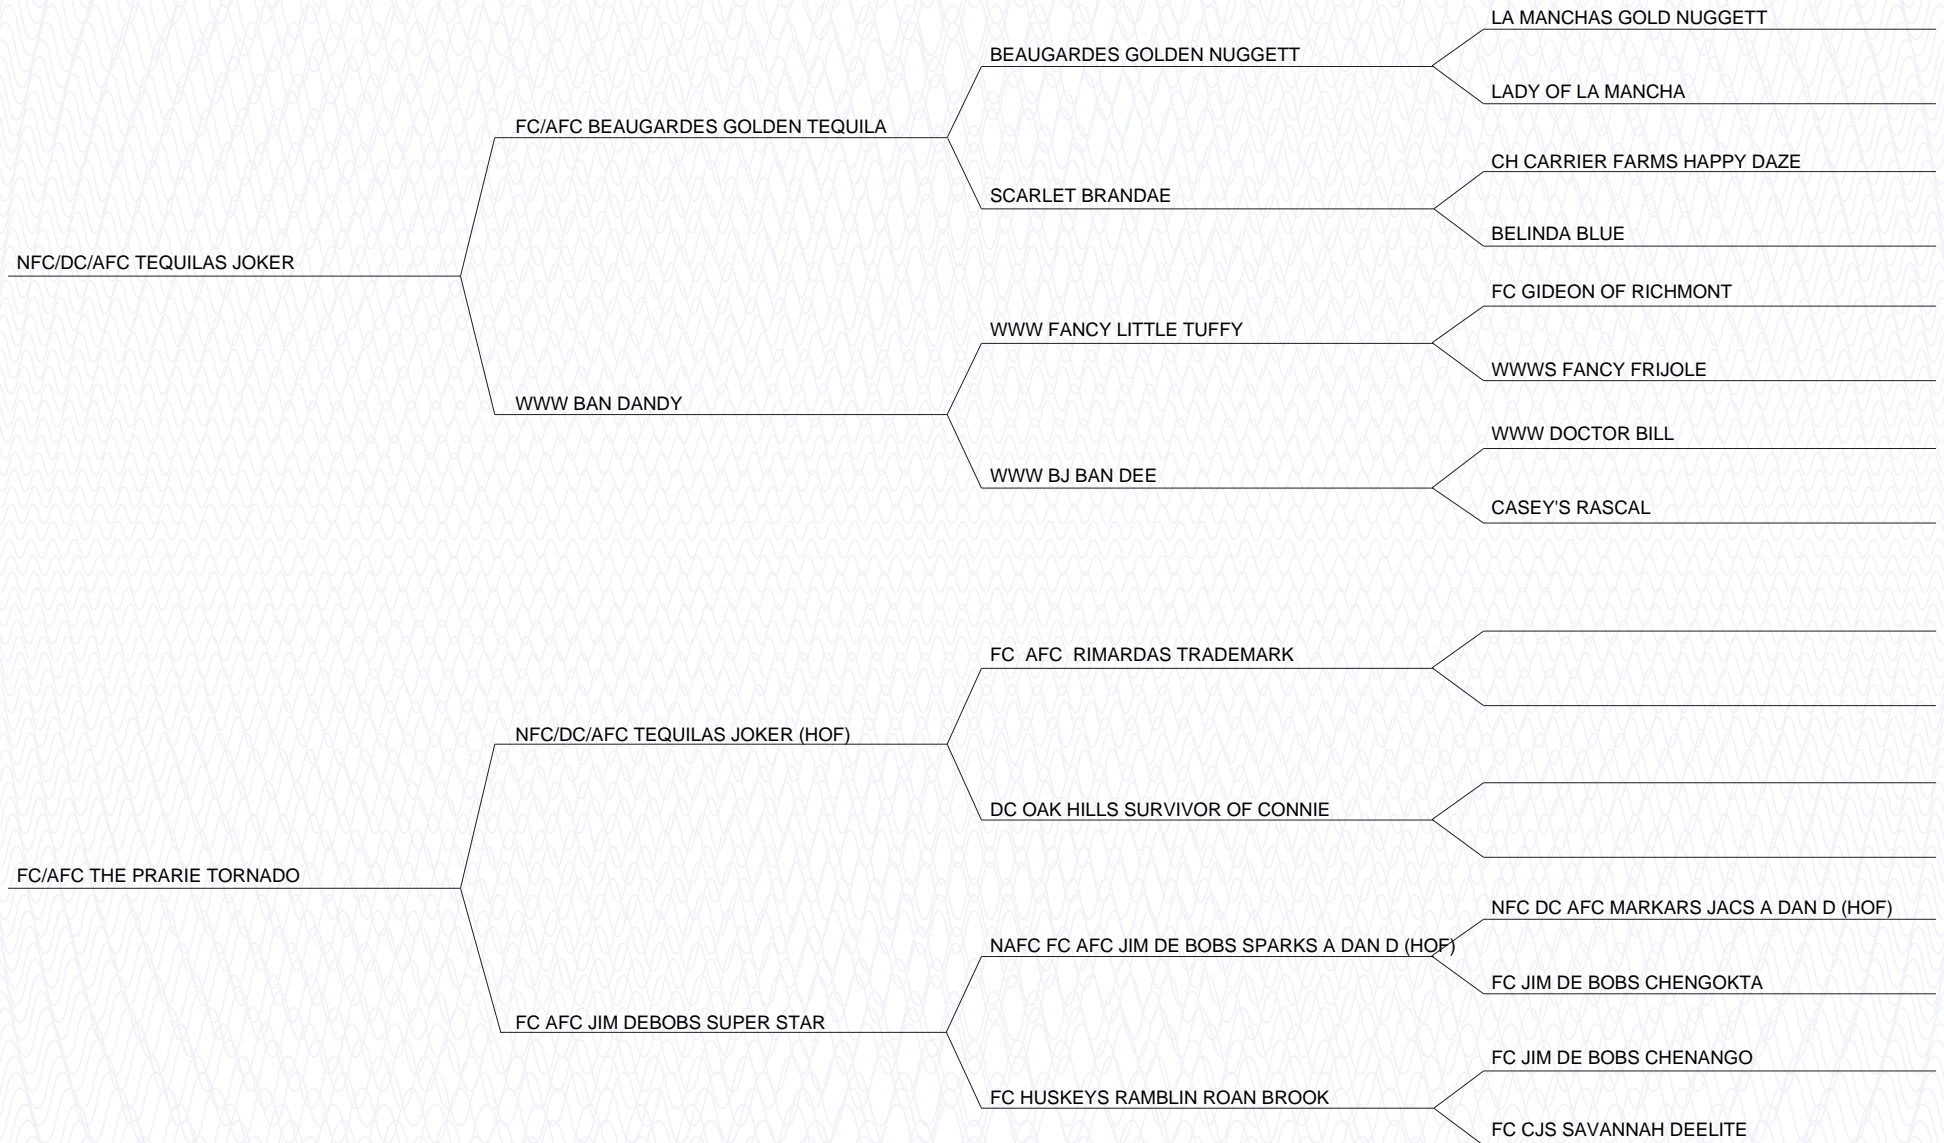 LA MANCHAS GOLD NUGGETT
BEAUGARDES GOLDEN NUGGETT
LADY OF LA MANCHA
FC/AFC BEAUGARDES GOLDEN TEQUILA
CH CARRIER FARMS HAPPY DAZE
SCARLET BRANDAE
BELINDA BLUE
NFC/DC/AFC TEQUILAS JOKER
FC GIDEON OF RICHMONT
WWW FANCY LITTLE TUFFY
WWWS FANCY FRIJOLE
WWW BAN DANDY
WWW DOCTOR BILL
WWW BJ BAN DEE
CASEY'S RASCAL
FC  AFC  RIMARDAS TRADEMARK
NFC/DC/AFC TEQUILAS JOKER (HOF)
DC OAK HILLS SURVIVOR OF CONNIE
FC/AFC THE PRARIE TORNADO
NFC DC AFC MARKARS JACS A DAN D (HOF)
NAFC FC AFC JIM DE BOBS SPARKS A DAN D (HOF)
FC JIM DE BOBS CHENGOKTA
FC AFC JIM DEBOBS SUPER STAR
FC JIM DE BOBS CHENANGO
FC HUSKEYS RAMBLIN ROAN BROOK
FC CJS SAVANNAH DEELITE